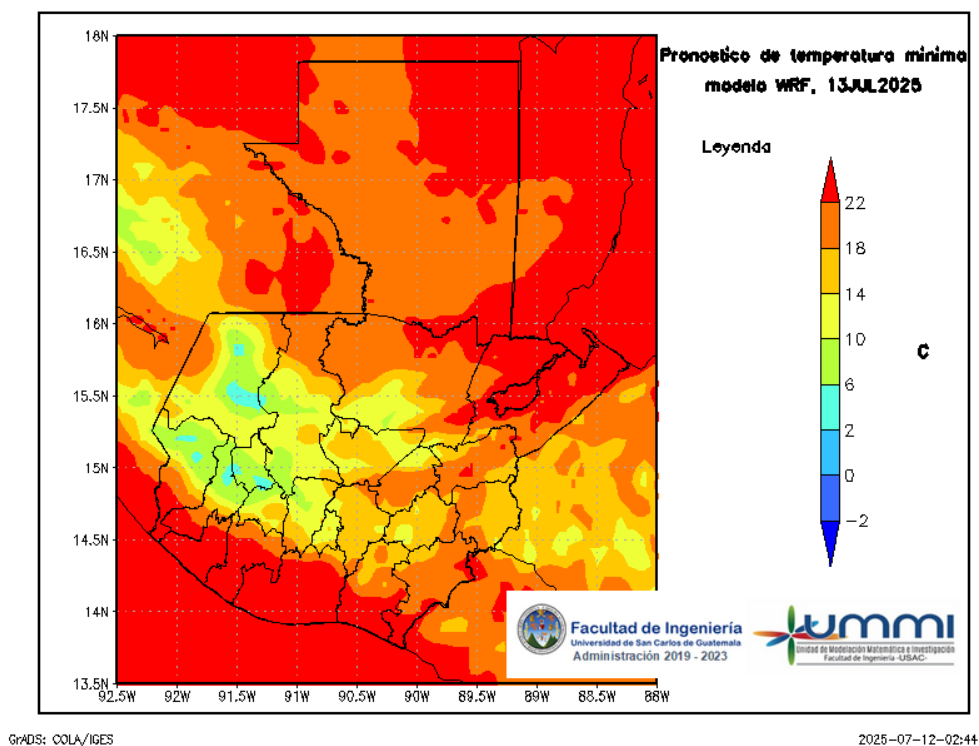 Pronostico de temperatura minima
modelo WRF, 13JUL2025
Leyenda
22
18
14
10
6
2
0
-2
C
18N
17.5N
17N
16.5N
16N
15.5N
15N
14.5N
14N
13.5N
92.5W
92W
91.5W
91W
90.5W
90W
89.5W
89W
88.5W
88W
Facultad de Ingeniería
Universidad de San Carlos de Guatemala
Administración 2019 - 2023
ummi
Unidad de Modelación Matemática e Investigación
Facultad de Ingeniería -USAC-
GrADS: COLA/IGES
2025-07-12-02:44